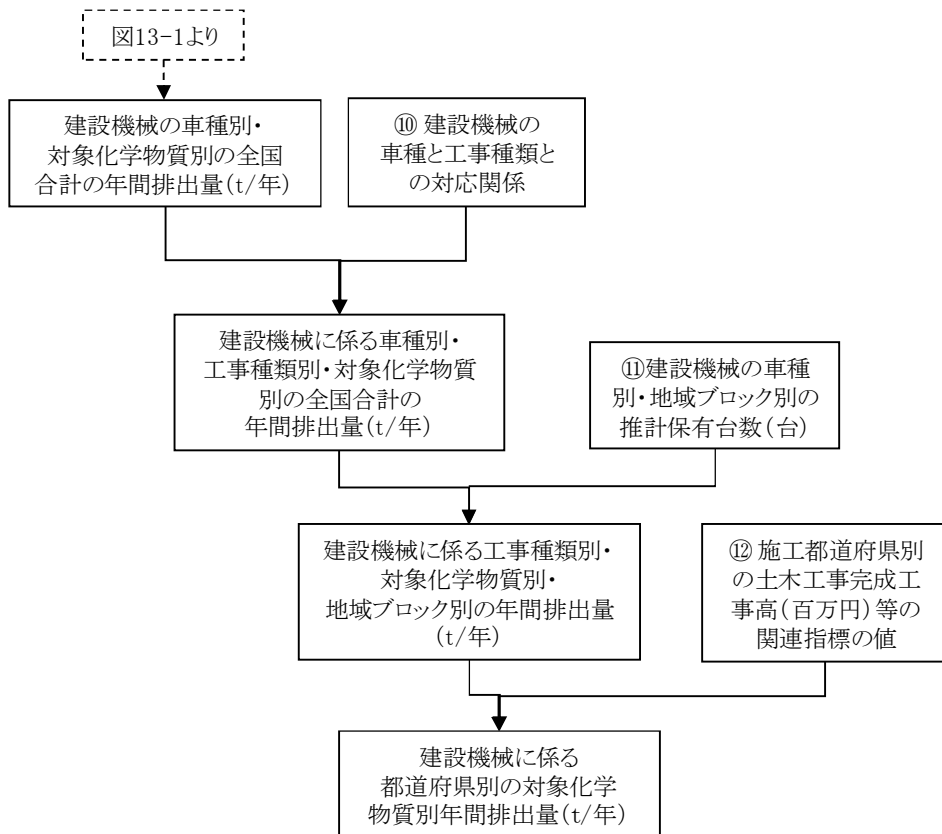 図13-1より
建設機械の車種別・
対象化学物質別の全国
合計の年間排出量(t/年)
⑩ 建設機械の
車種と工事種類と
の対応関係
建設機械に係る車種別・
工事種類別・対象化学物質
別の全国合計の
年間排出量(t/年)
⑪建設機械の車種
別・地域ブロック別の
推計保有台数(台)
建設機械に係る工事種類別・
対象化学物質別・
地域ブロック別の年間排出量
(t/年)
⑫ 施工都道府県別
の土木工事完成工
事高(百万円)等の
関連指標の値
建設機械に係る
都道府県別の対象化学
物質別年間排出量(t/年)